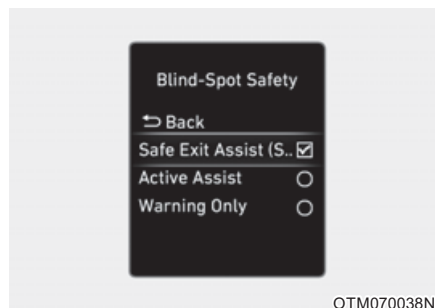 Blind-Spot Safety
Back
Safe Exit Assist (S..
Active Assist
Warning Only
OTM070038N